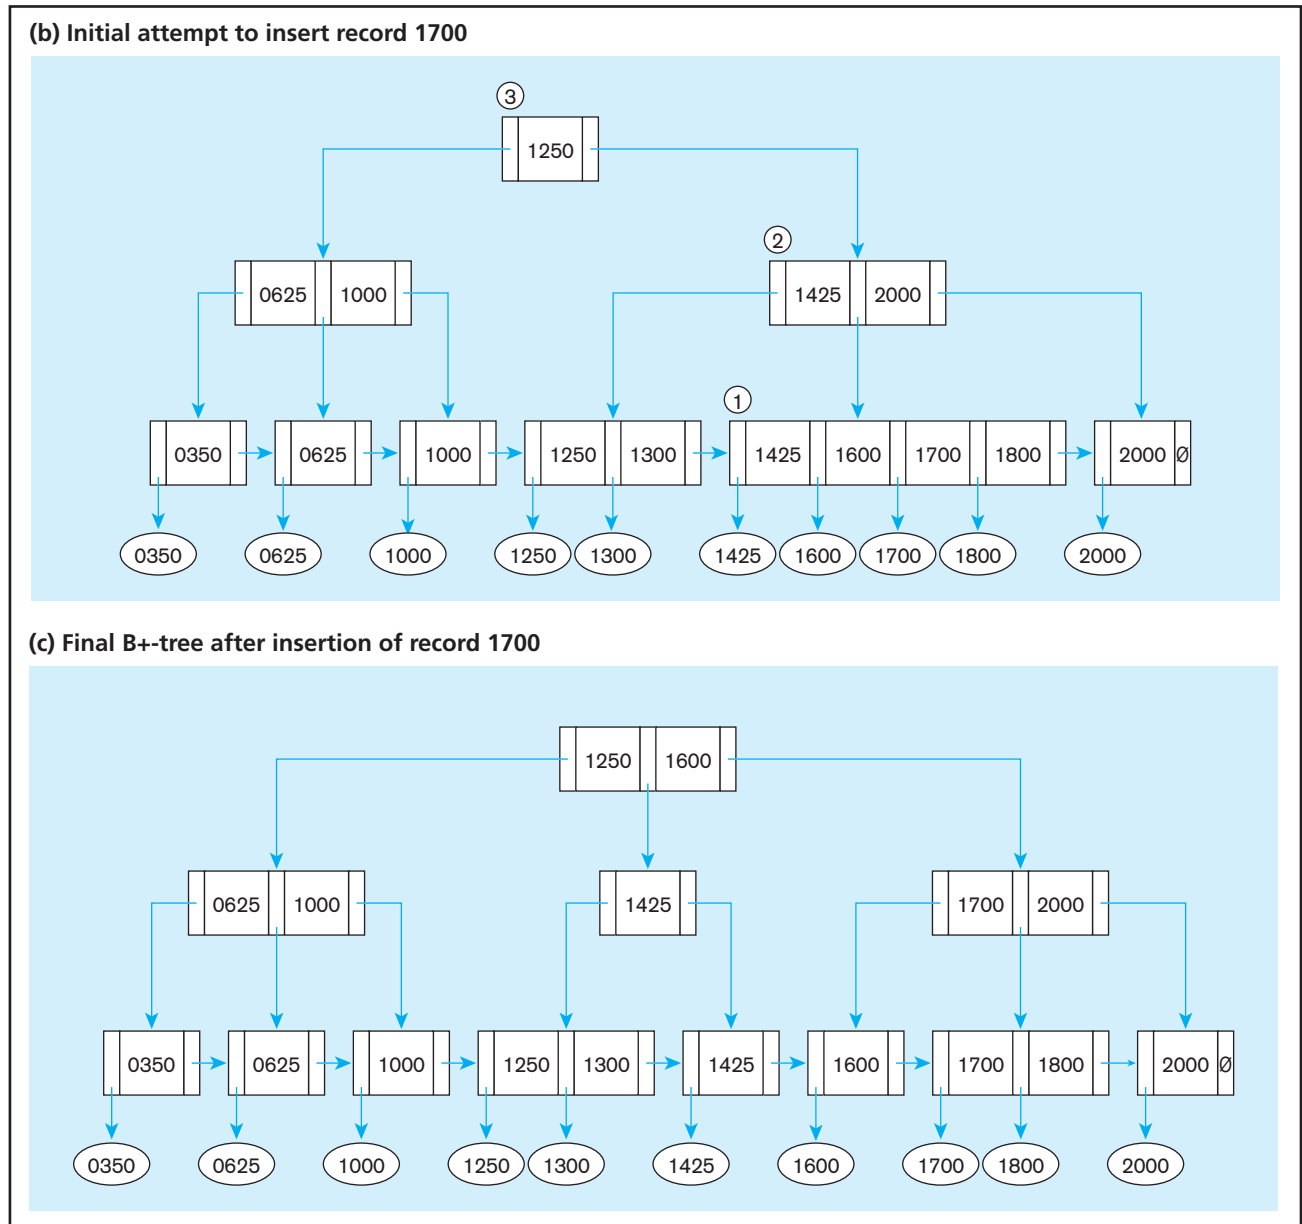 (b) Initial attempt to insert record 1700
3
1250
2
0625 1000 1425 2000
1
0350 0625 1000 1250 1300 1425 1600 1700 1800 2000 Ø
0350 0625 1000 1250 1300 1425 1600 1700 1800 2000
(c) Final B+-tree after insertion of record 1700
1250 1600
0625 1000 1425 1700 2000
0350 0625 1000 1250 1300 1425 1600 1700 1800 2000 Ø
0350 0625 1000 1250 1300 1425 1600 1700 1800 2000